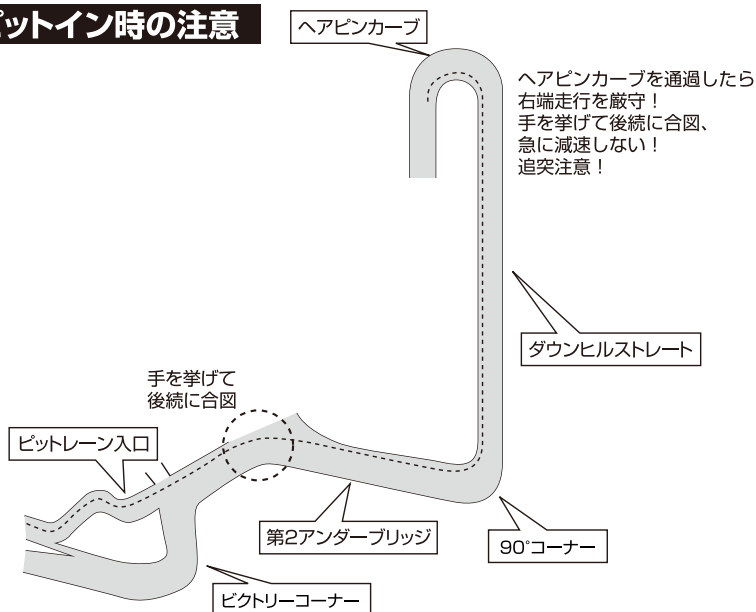 ピットイン時の注意
ヘアピンカーブ
ヘアピンカーブを通過したら
右端走行を厳守！
手を挙げて後続に合図、
急に減速しない！
追突注意！
ダウンヒルストレート
手を挙げて
後続に合図
ピットレーン入口
第2アンダーブリッジ
90°コーナー
ビクトリーコーナー